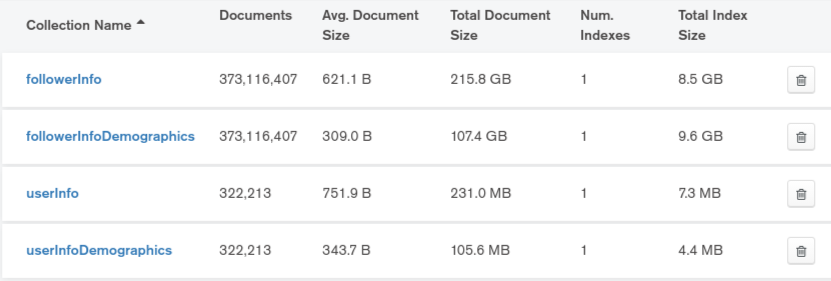 Collection Name Documents Avg. Document Size Total Document Size Num. Indexes Total Index Size
followerInfo 373,116,407 621.1 B 215.8 GB 1 8.5 GB
followerInfoDemographics 373,116,407 309.0 B 107.4 GB 1 9.6 GB
userInfo 322,213 751.9 B 231.0 MB 1 7.3 MB
userInfoDemographics 322,213 343.7 B 105.6 MB 1 4.4 MB